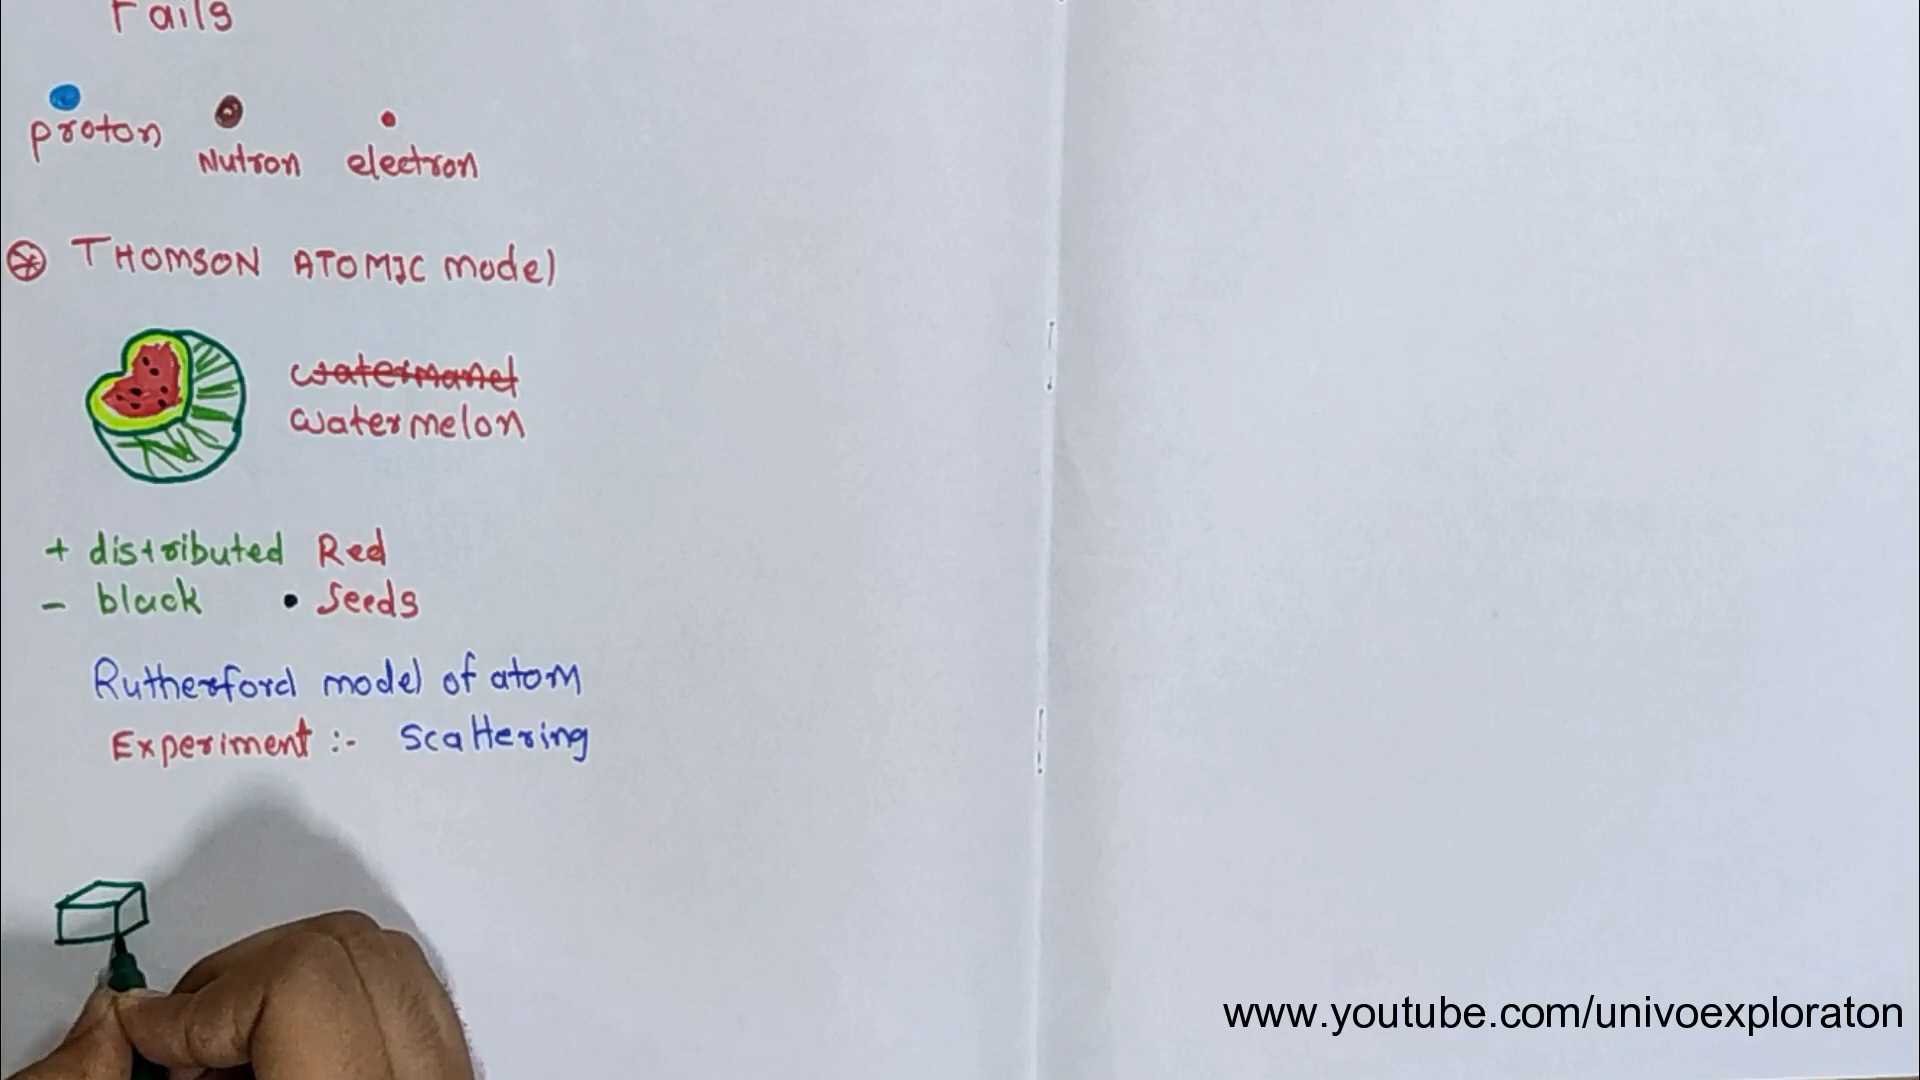 Fails
proton
Nutron
electron
THOMSON ATOMIC model
watermanel
watermelon
+ distributed Red
- black • Seeds
Rutherford model of atom
Experiment :- Scattering
www.youtube.com/univoexploraton